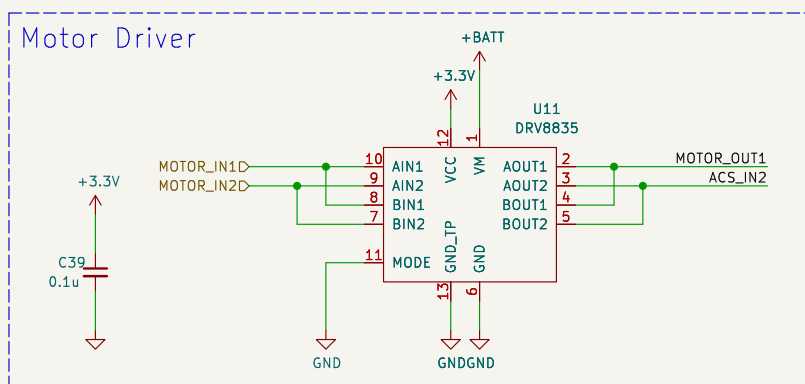 Motor Driver
+BATT
+3.3V
U11
DRV8835
12
1
MOTOR_IN1
10
AIN1
VCC
VM
AOUT1
2
MOTOR_OUT1
MOTOR_IN2
9
AIN2
AOUT2
3
ACS_IN2
+3.3V
8
BIN1
BOUT1
4
7
BIN2
BOUT2
5
C39
0.1u
11
MODE
GND_TP
GND
13
6
GND
GND
GND